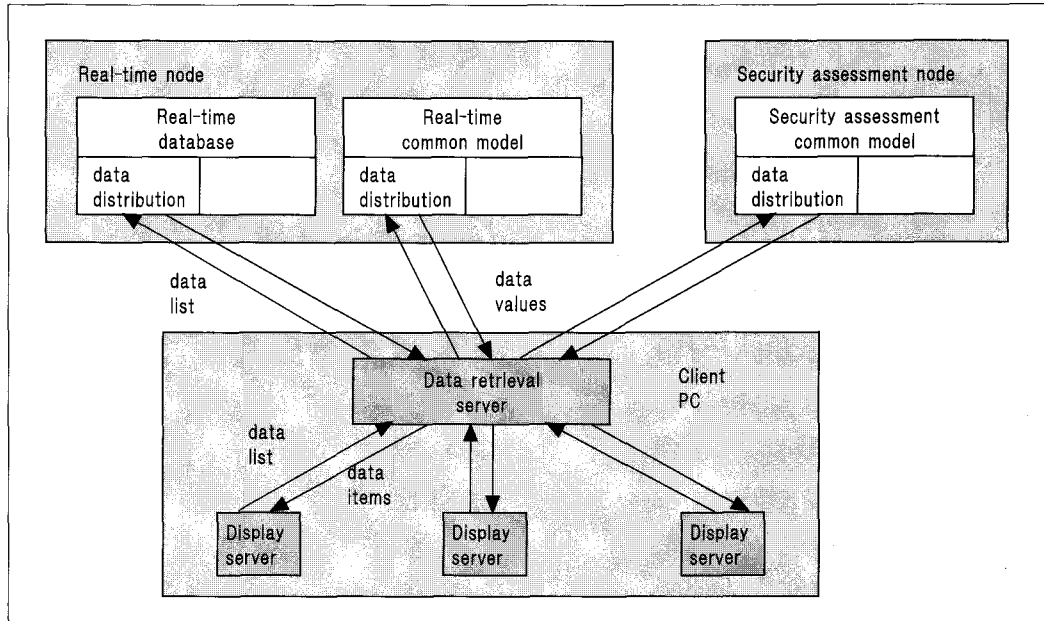 Real-time node
Security assessment node
Real-time
database
Real-time
common model
Security assessment
common model
data
distribution
data
distribution
data
distribution
data
list
data
values
Data retrieval
server
Client
PC
data
list
data
items
Display
server
Display
server
Display
server